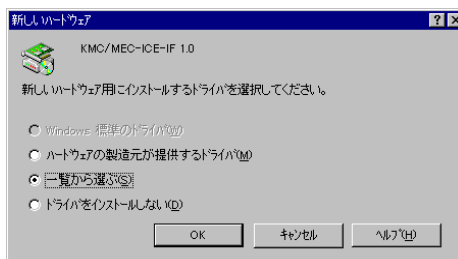 新しいハードウェア
KMC/MEC-ICE-IF 1.0
新しいハードウェア用にインストールするドライバを選択してください。
Windows 標準のドライバ(W)
ハードウェアの製造元が提供するドライバ(M)
一覧から選ぶ(S)
ドライバをインストールしない(D)
OK キャンセル ヘルプ(H)